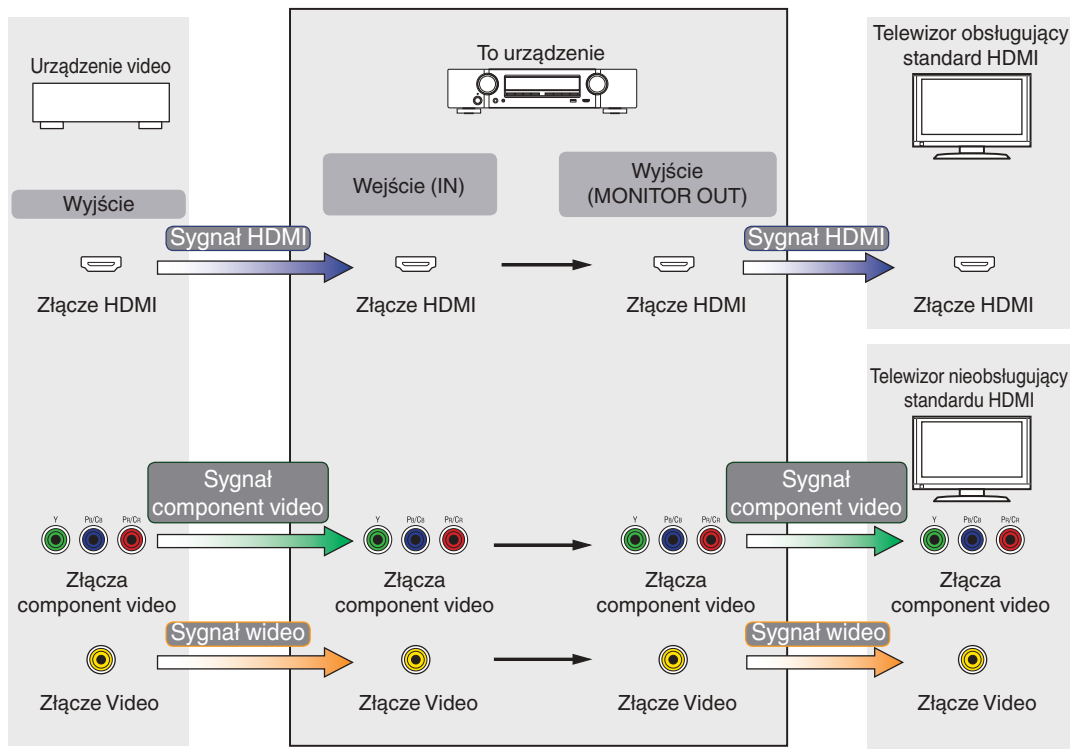 Urządzenie video
To urządzenie
Telewizor obsługujący
standard HDMI
Wyjście
Wejście (IN)
Wyjście
(MONITOR OUT)
Sygnał HDMI
Sygnał HDMI
Złącze HDMI
Złącze HDMI
Złącze HDMI
Złącze HDMI
Telewizor nieobsługujący
standardu HDMI
Sygnał
component video
Sygnał
component video
Y PB/CB PR/CR
Y PB/CB PR/CR
Y PB/CB PR/CR
Y PB/CB PR/CR
Złącza
component video
Złącza
component video
Złącza
component video
Złącza
component video
Sygnał wideo
Sygnał wideo
Złącze Video
Złącze Video
Złącze Video
Złącze Video